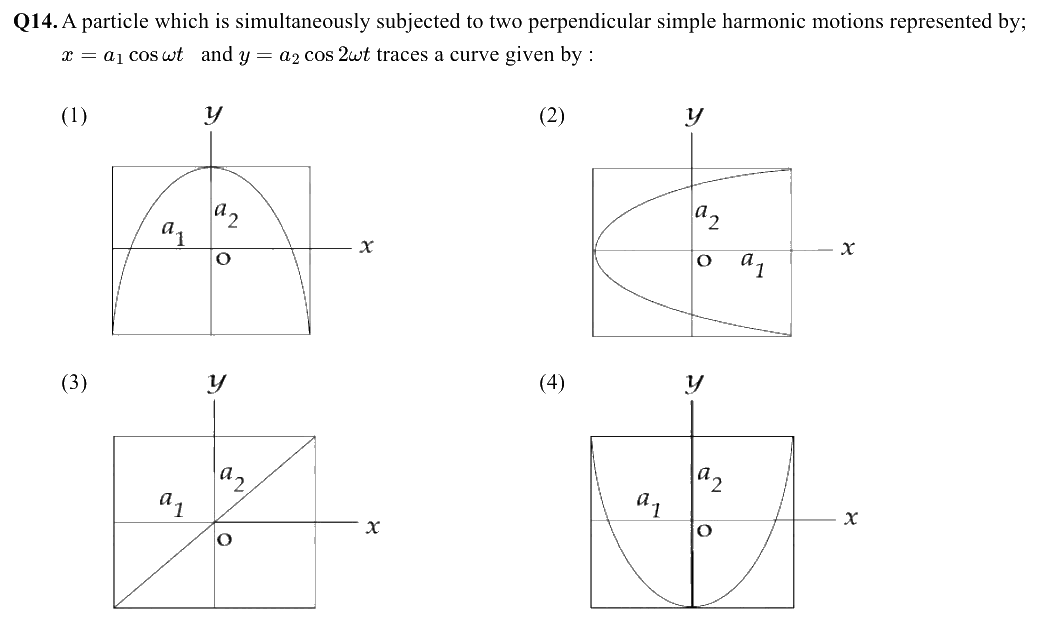 Q14. A particle which is simultaneously subjected to two perpendicular simple harmonic motions represented by;
x = a₁ cos ωt and y = a₂ cos 2ωt traces a curve given by :
(1)
y
a₂
a₁
x
O
(2)
y
a₂
x
O
a₁
(3)
y
a₂
a₁
x
O
(4)
y
a₂
a₁
x
O